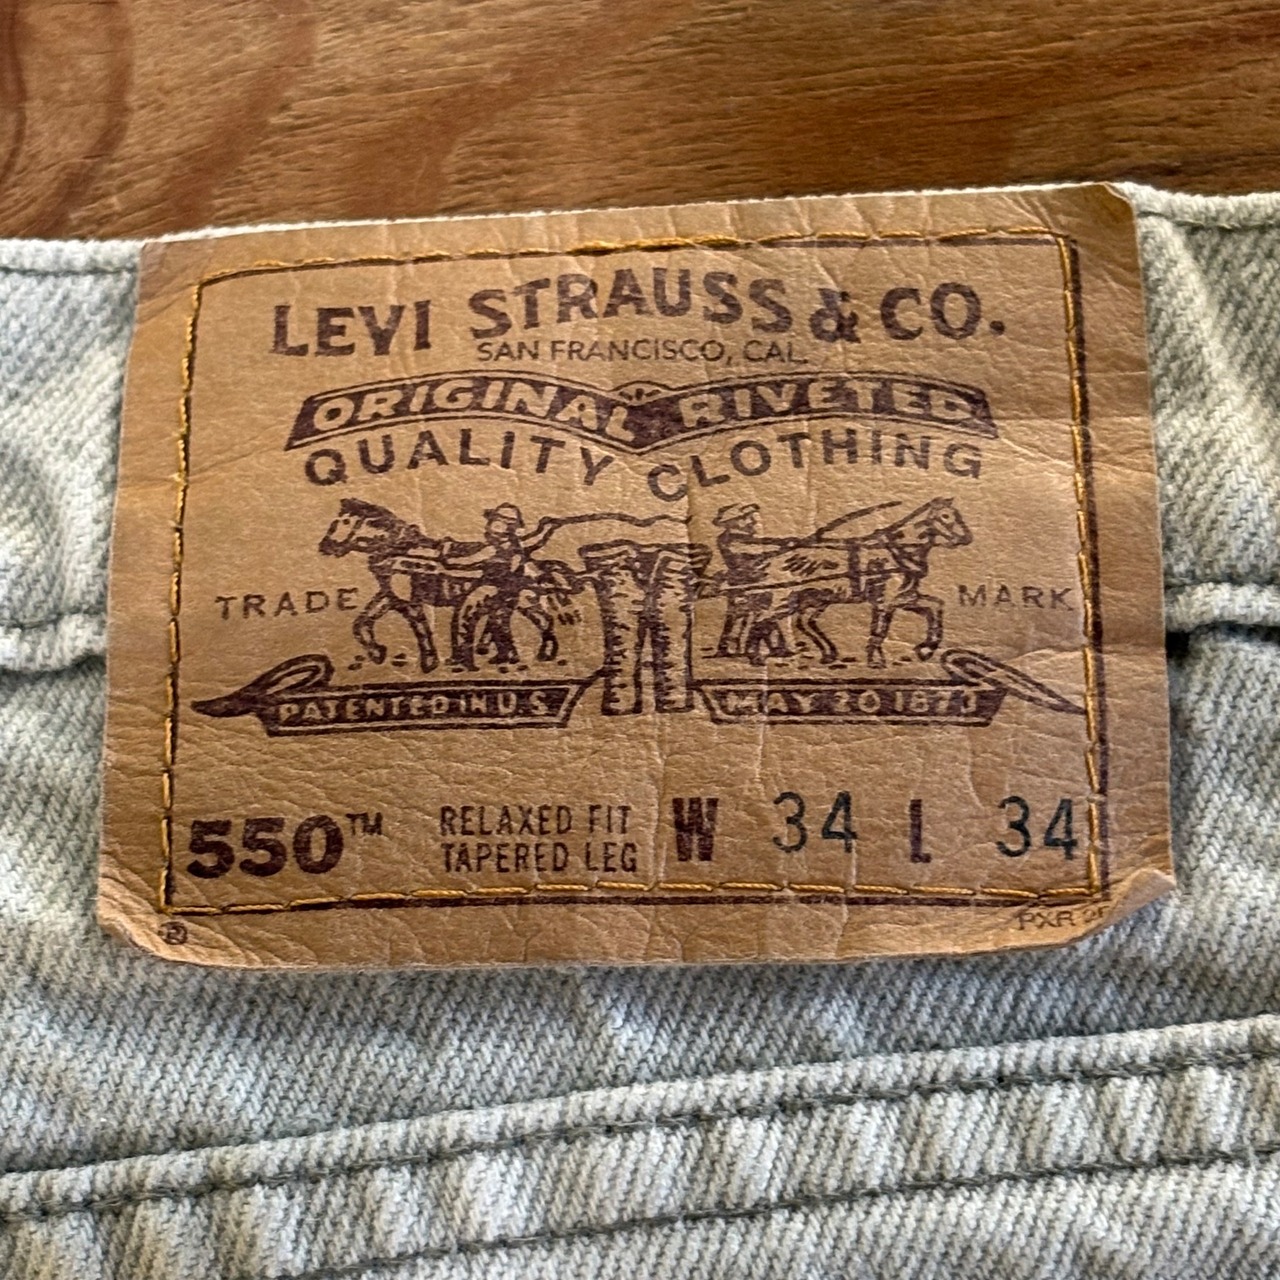 LEVI STRAUSS & CO.
SAN FRANCISCO, CAL.
ORIGINAL RIVETED
QUALITY CLOTHING
TRADE MARK
PATENTED IN U.S. MAY 20 1873
550™ RELAXED FIT W 34 L 34
TAPERED LEG
® PXR